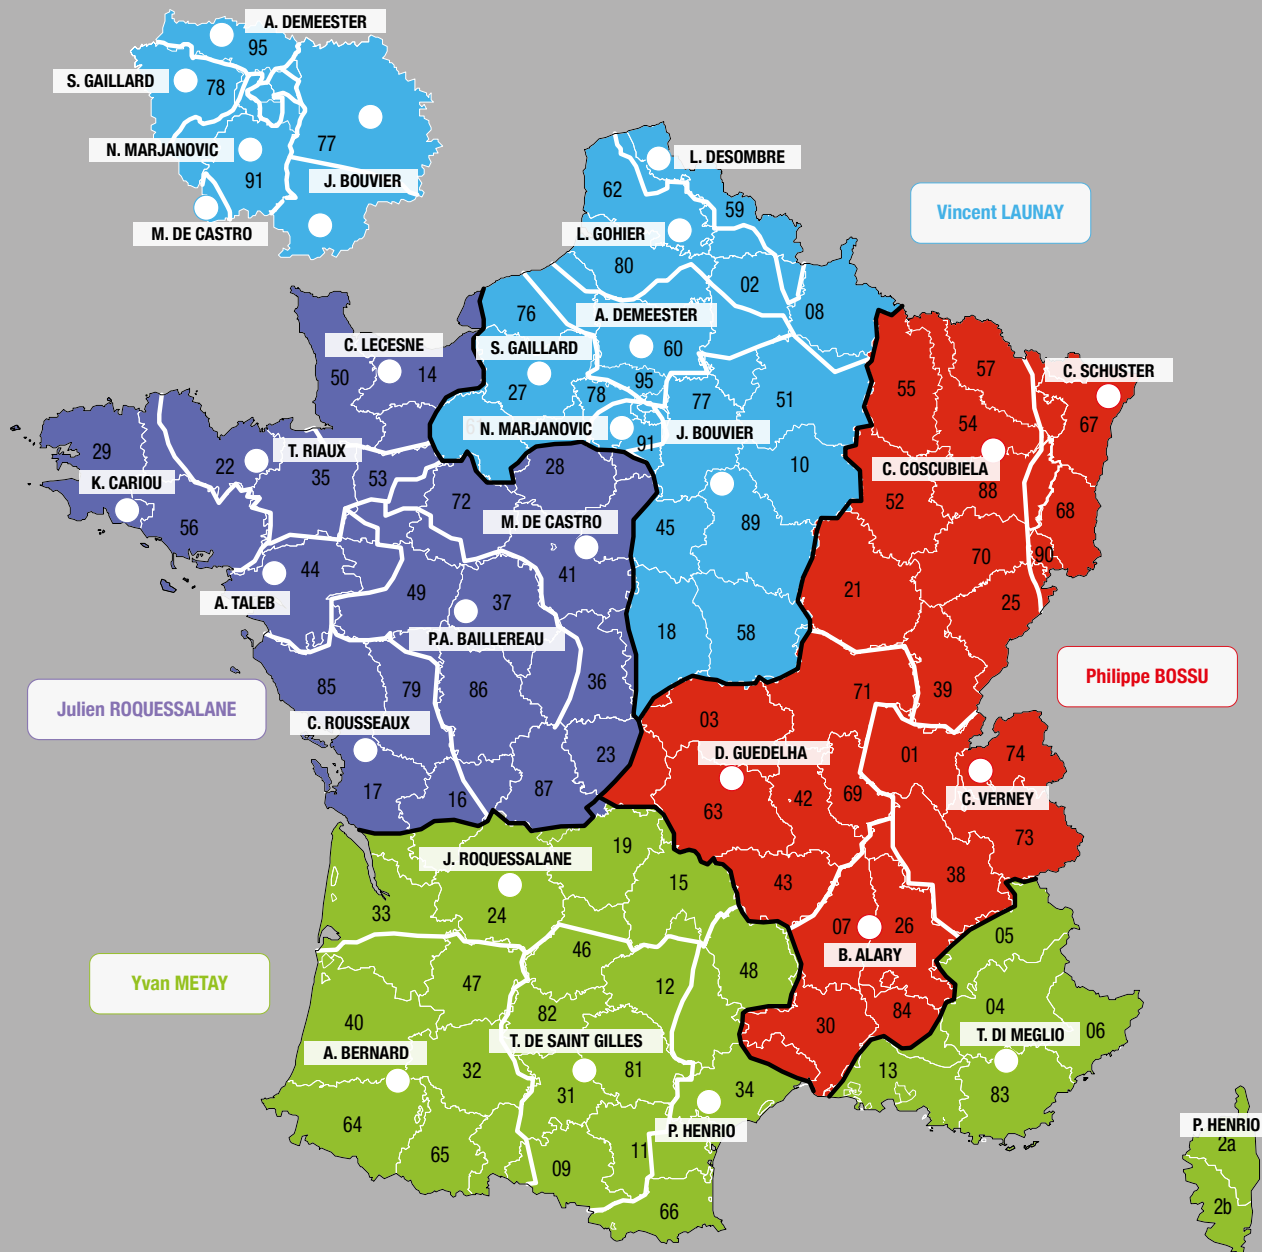 A. DEMEESTER
95
S. GAILLARD
78
N. MARJANOVIC
77
91
J. BOUVIER
M. DE CASTRO
L. DESOMBRE
62
59
Vincent LAUNAY
L. GOHIER
80
02
08
76
A. DEMEESTER
60
S. GAILLARD
95
27
78
77
51
N. MARJANOVIC
91
J. BOUVIER
10
45
89
18
58
C. LECESNE
50
14
29
22
T. RIAUX
35
53
28
K. CARIOU
72
56
M. DE CASTRO
44
41
A. TALEB
49
37
P.A. BAILLEREAU
85
79
86
36
Julien ROQUESSALANE
C. ROUSSEAUX
23
17
16
87
55
57
C. SCHUSTER
54
67
C. COSCUBIELA
88
52
68
70
90
21
25
Philippe BOSSU
71
39
03
D. GUEDELHA
01
74
63
42
69
C. VERNEY
73
43
38
07
26
B. ALARY
30
84
J. ROQUESSALANE
19
15
33
24
Yvan METAY
46
47
12
48
40
82
T. DE SAINT GILLES
A. BERNARD
32
31
81
34
64
P. HENRIO
65
09
11
66
05
04
06
T. DI MEGLIO
13
83
P. HENRIO
2a
2b